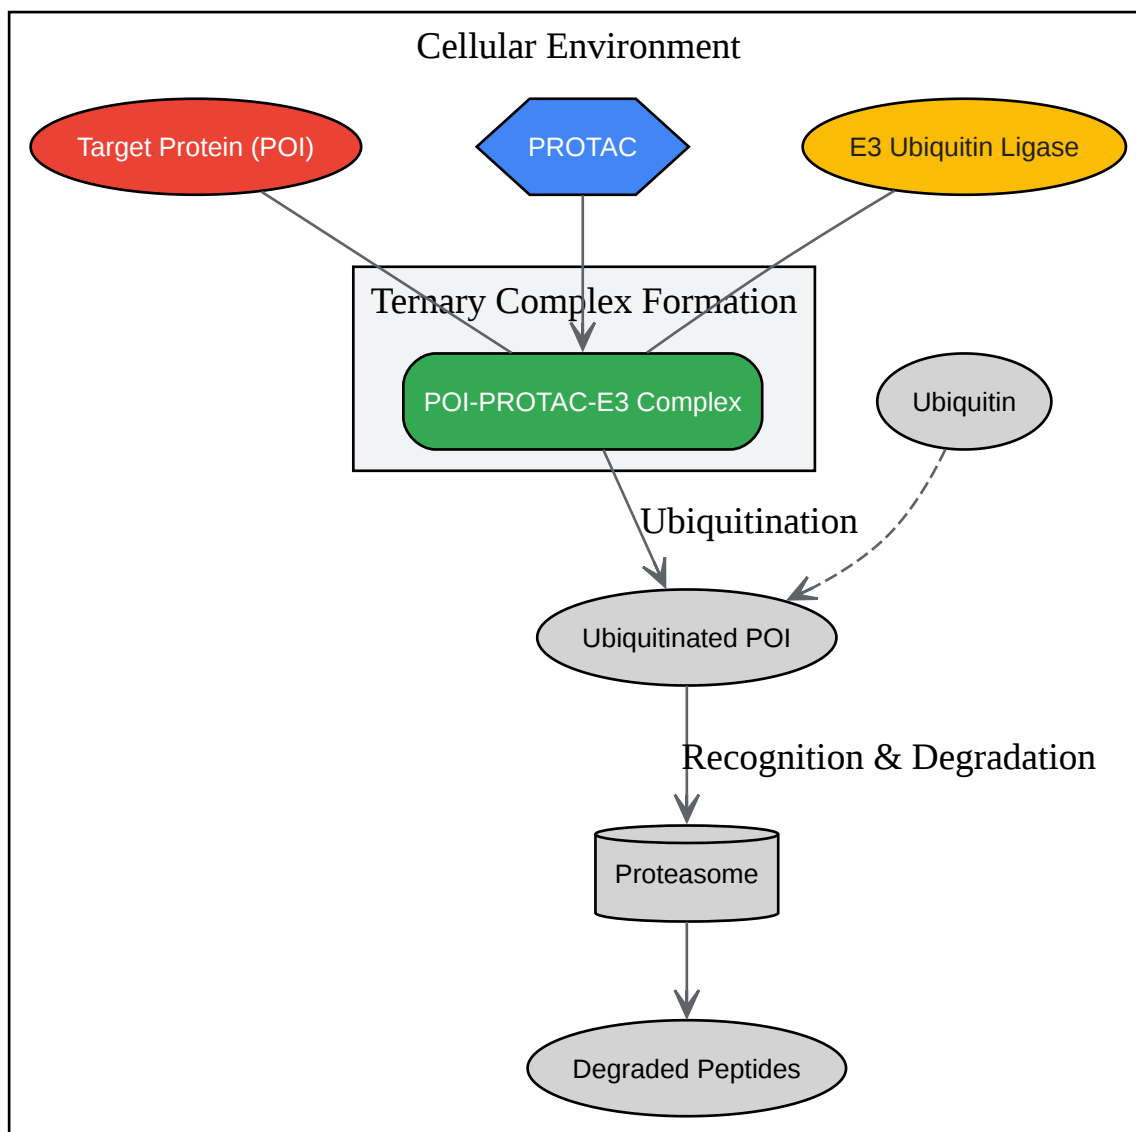 Cellular Environment
Target Protein (POI)
PROTAC
E3 Ubiquitin Ligase
Ternary Complex Formation
POI-PROTAC-E3 Complex
Ubiquitin
Ubiquitination
Ubiquitinated POI
Recognition & Degradation
Proteasome
Degraded Peptides